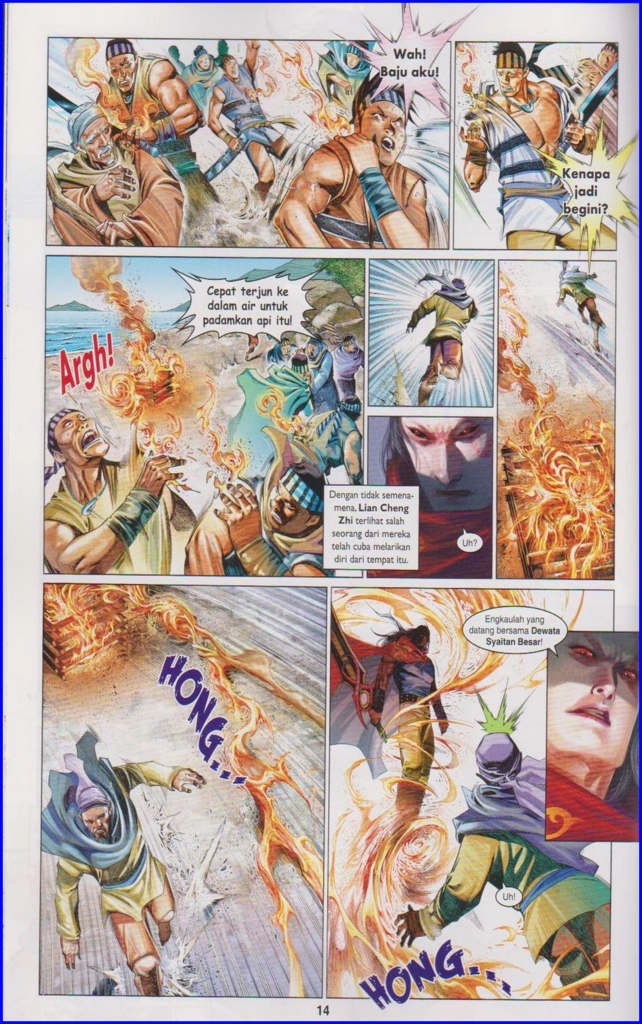 Wah!
Baju aku!
Kenapa
jadi
begini?
Argh!
Cepat terjun ke
dalam air untuk
padamkan api itu!
Dengan tidak semena-
mena, Lian Cheng
Zhi terlihat salah
seorang dari mereka
telah cuba melarikan
diri dari tempat itu.
Uh?
HONG...
Engkaulah yang
datang bersama Dewata
Syaitan Besar!
Uh!
HONG...
14